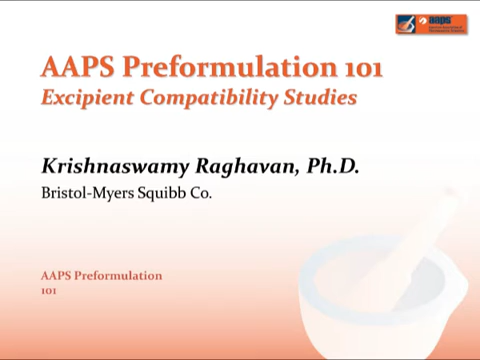 aaps
AAPS Preformulation 101
Excipient Compatibility Studies
Krishnaswamy Raghavan, Ph.D.
Bristol-Myers Squibb Co.
AAPS Preformulation
101